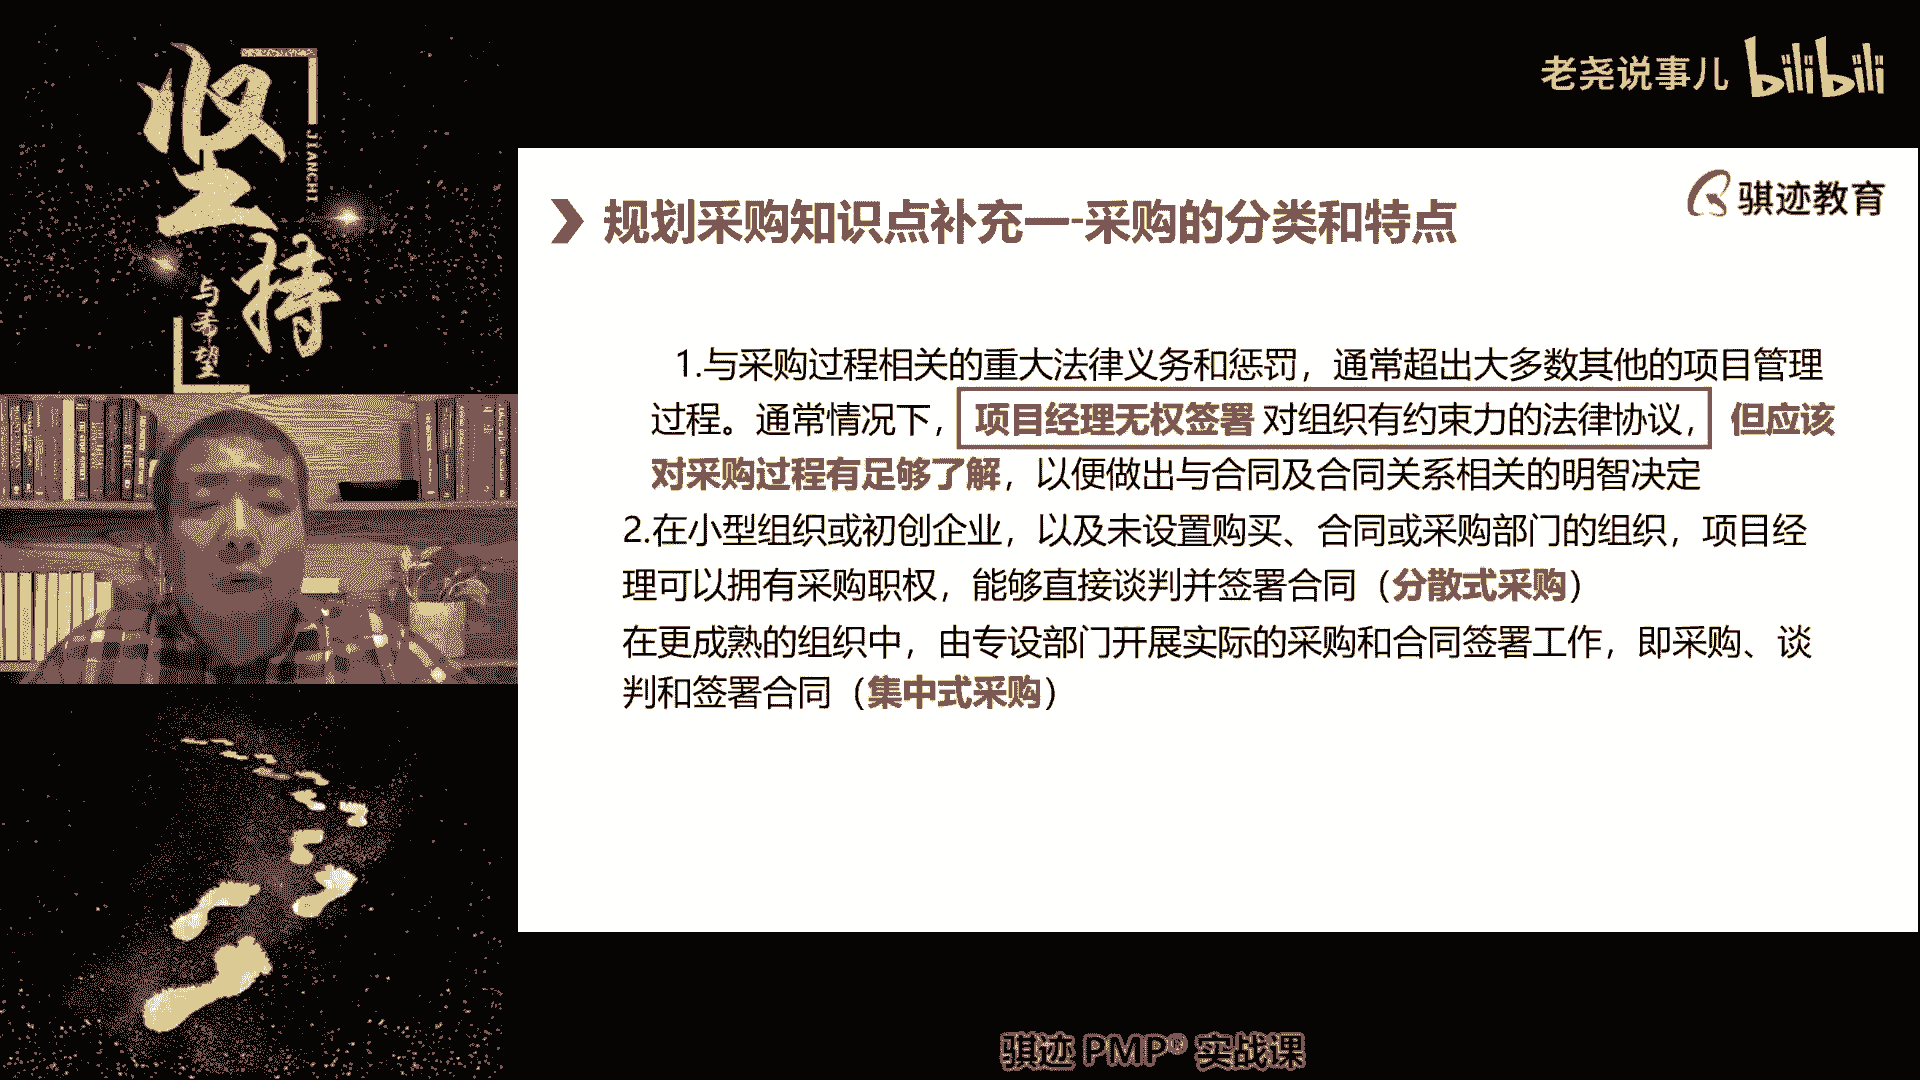 坚持
JIANCHI
与希望
老尧说事儿 bilibili
骐迹教育
规划采购知识点补充一-采购的分类和特点
1.与采购过程相关的重大法律义务和惩罚，通常超出大多数其他的项目管理
过程。通常情况下，项目经理无权签署 对组织有约束力的法律协议，但应该
对采购过程有足够了解，以便做出与合同及合同关系相关的明智决定
2.在小型组织或初创企业，以及未设置购买、合同或采购部门的组织，项目经
理可以拥有采购职权，能够直接谈判并签署合同（分散式采购）
在更成熟的组织中，由专设部门开展实际的采购和合同签署工作，即采购、谈
判和签署合同（集中式采购）
骐迹 PMP® 实战课